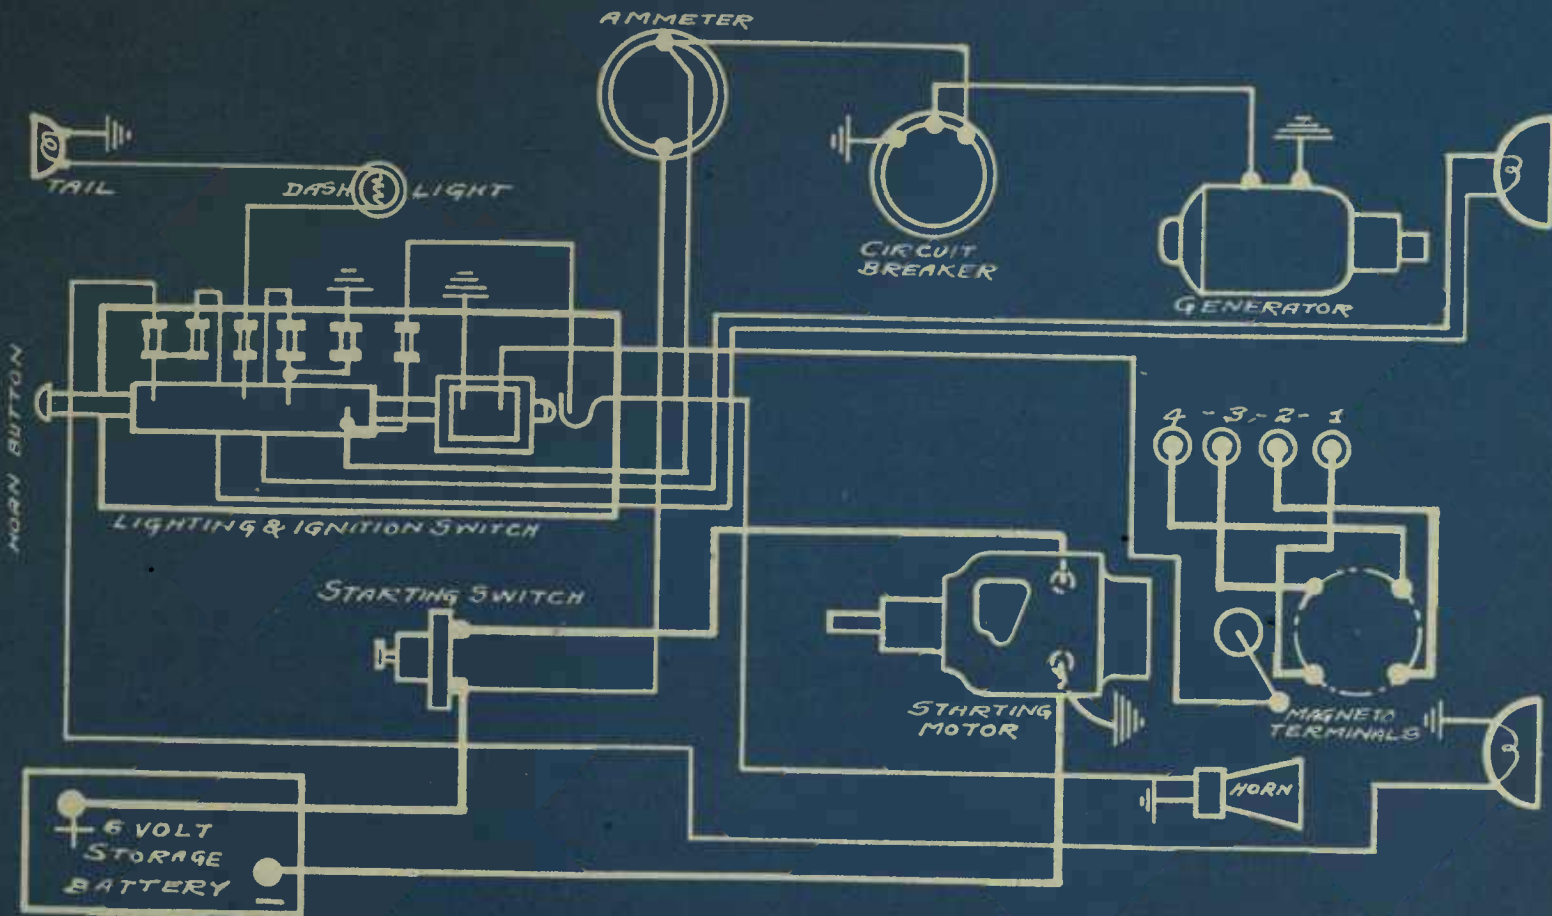 AMMETER
TAIL
DASH LIGHT
CIRCUIT
BREAKER
GENERATOR
HORN BUTTON
4-3-2-1
LIGHTING & IGNITION SWITCH
STARTING SWITCH
STARTING
MOTOR
MAGNETO
TERMINALS
HORN
+ 6 VOLT
STORAGE
BATTERY
-